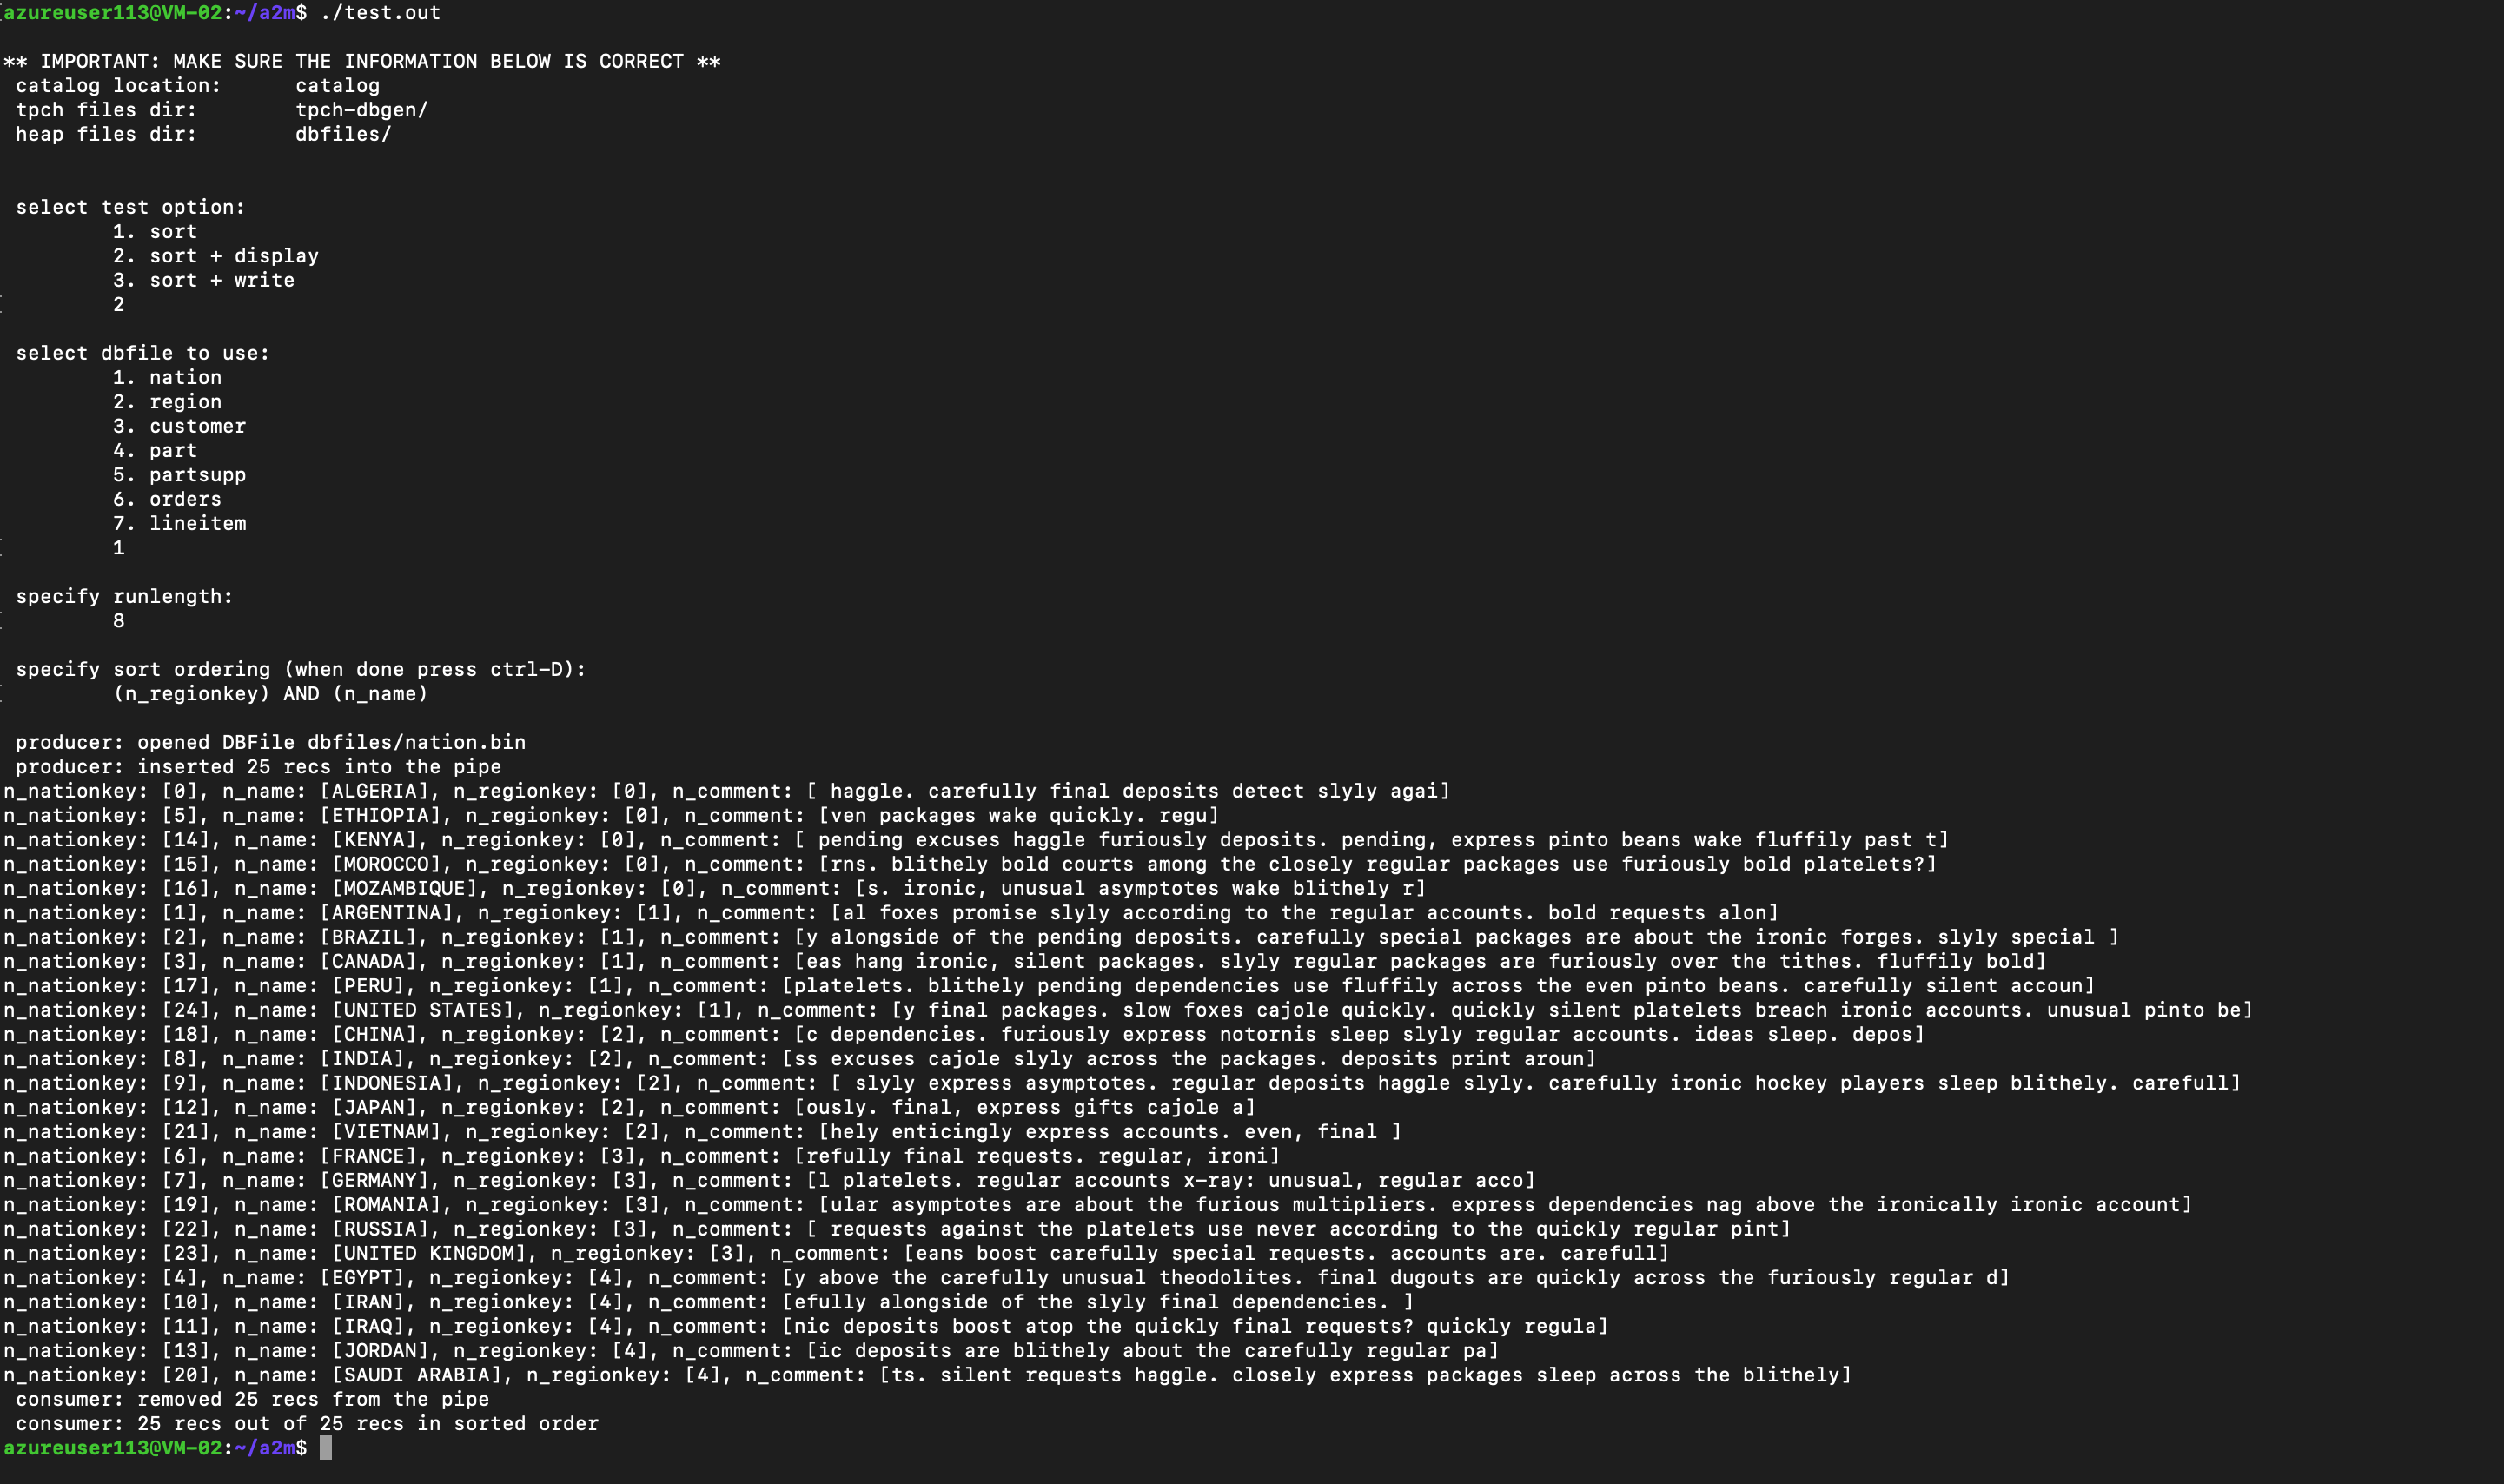 azureuser113@VM-02:~/a2m$ ./test.out
** IMPORTANT: MAKE SURE THE INFORMATION BELOW IS CORRECT **
catalog location: catalog
tpch files dir: tpch-dbgen/
heap files dir: dbfiles/
select test option:
1. sort
2. sort + display
3. sort + write
2
select dbfile to use:
1. nation
2. region
3. customer
4. part
5. partsupp
6. orders
7. lineitem
1
specify runlength:
8
specify sort ordering (when done press ctrl-D):
(n_regionkey) AND (n_name)
producer: opened DBFile dbfiles/nation.bin
producer: inserted 25 recs into the pipe
n_nationkey: [0], n_name: [ALGERIA], n_regionkey: [0], n_comment: [ haggle. carefully final deposits detect slyly agai]
n_nationkey: [5], n_name: [ETHIOPIA], n_regionkey: [0], n_comment: [ven packages wake quickly. regu]
n_nationkey: [14], n_name: [KENYA], n_regionkey: [0], n_comment: [ pending excuses haggle furiously deposits. pending, express pinto beans wake fluffily past t]
n_nationkey: [15], n_name: [MOROCCO], n_regionkey: [0], n_comment: [rns. blithely bold courts among the closely regular packages use furiously bold platelets?]
n_nationkey: [16], n_name: [MOZAMBIQUE], n_regionkey: [0], n_comment: [s. ironic, unusual asymptotes wake blithely r]
n_nationkey: [1], n_name: [ARGENTINA], n_regionkey: [1], n_comment: [al foxes promise slyly according to the regular accounts. bold requests alon]
n_nationkey: [2], n_name: [BRAZIL], n_regionkey: [1], n_comment: [y alongside of the pending deposits. carefully special packages are about the ironic forges. slyly special ]
n_nationkey: [3], n_name: [CANADA], n_regionkey: [1], n_comment: [eas hang ironic, silent packages. slyly regular packages are furiously over the tithes. fluffily bold]
n_nationkey: [17], n_name: [PERU], n_regionkey: [1], n_comment: [platelets. blithely pending dependencies use fluffily across the even pinto beans. carefully silent accoun]
n_nationkey: [24], n_name: [UNITED STATES], n_regionkey: [1], n_comment: [y final packages. slow foxes cajole quickly. quickly silent platelets breach ironic accounts. unusual pinto be]
n_nationkey: [18], n_name: [CHINA], n_regionkey: [2], n_comment: [c dependencies. furiously express notornis sleep slyly regular accounts. ideas sleep. depos]
n_nationkey: [8], n_name: [INDIA], n_regionkey: [2], n_comment: [ss excuses cajole slyly across the packages. deposits print aroun]
n_nationkey: [9], n_name: [INDONESIA], n_regionkey: [2], n_comment: [ slyly express asymptotes. regular deposits haggle slyly. carefully ironic hockey players sleep blithely. carefull]
n_nationkey: [12], n_name: [JAPAN], n_regionkey: [2], n_comment: [ously. final, express gifts cajole a]
n_nationkey: [21], n_name: [VIETNAM], n_regionkey: [2], n_comment: [hely enticingly express accounts. even, final ]
n_nationkey: [6], n_name: [FRANCE], n_regionkey: [3], n_comment: [refully final requests. regular, ironi]
n_nationkey: [7], n_name: [GERMANY], n_regionkey: [3], n_comment: [l platelets. regular accounts x-ray: unusual, regular acco]
n_nationkey: [19], n_name: [ROMANIA], n_regionkey: [3], n_comment: [ular asymptotes are about the furious multipliers. express dependencies nag above the ironically ironic account]
n_nationkey: [22], n_name: [RUSSIA], n_regionkey: [3], n_comment: [ requests against the platelets use never according to the quickly regular pint]
n_nationkey: [23], n_name: [UNITED KINGDOM], n_regionkey: [3], n_comment: [eans boost carefully special requests. accounts are. carefull]
n_nationkey: [4], n_name: [EGYPT], n_regionkey: [4], n_comment: [y above the carefully unusual theodolites. final dugouts are quickly across the furiously regular d]
n_nationkey: [10], n_name: [IRAN], n_regionkey: [4], n_comment: [efully alongside of the slyly final dependencies. ]
n_nationkey: [11], n_name: [IRAQ], n_regionkey: [4], n_comment: [nic deposits boost atop the quickly final requests? quickly regula]
n_nationkey: [13], n_name: [JORDAN], n_regionkey: [4], n_comment: [ic deposits are blithely about the carefully regular pa]
n_nationkey: [20], n_name: [SAUDI ARABIA], n_regionkey: [4], n_comment: [ts. silent requests haggle. closely express packages sleep across the blithely]
consumer: removed 25 recs from the pipe
consumer: 25 recs out of 25 recs in sorted order
azureuser113@VM-02:~/a2m$